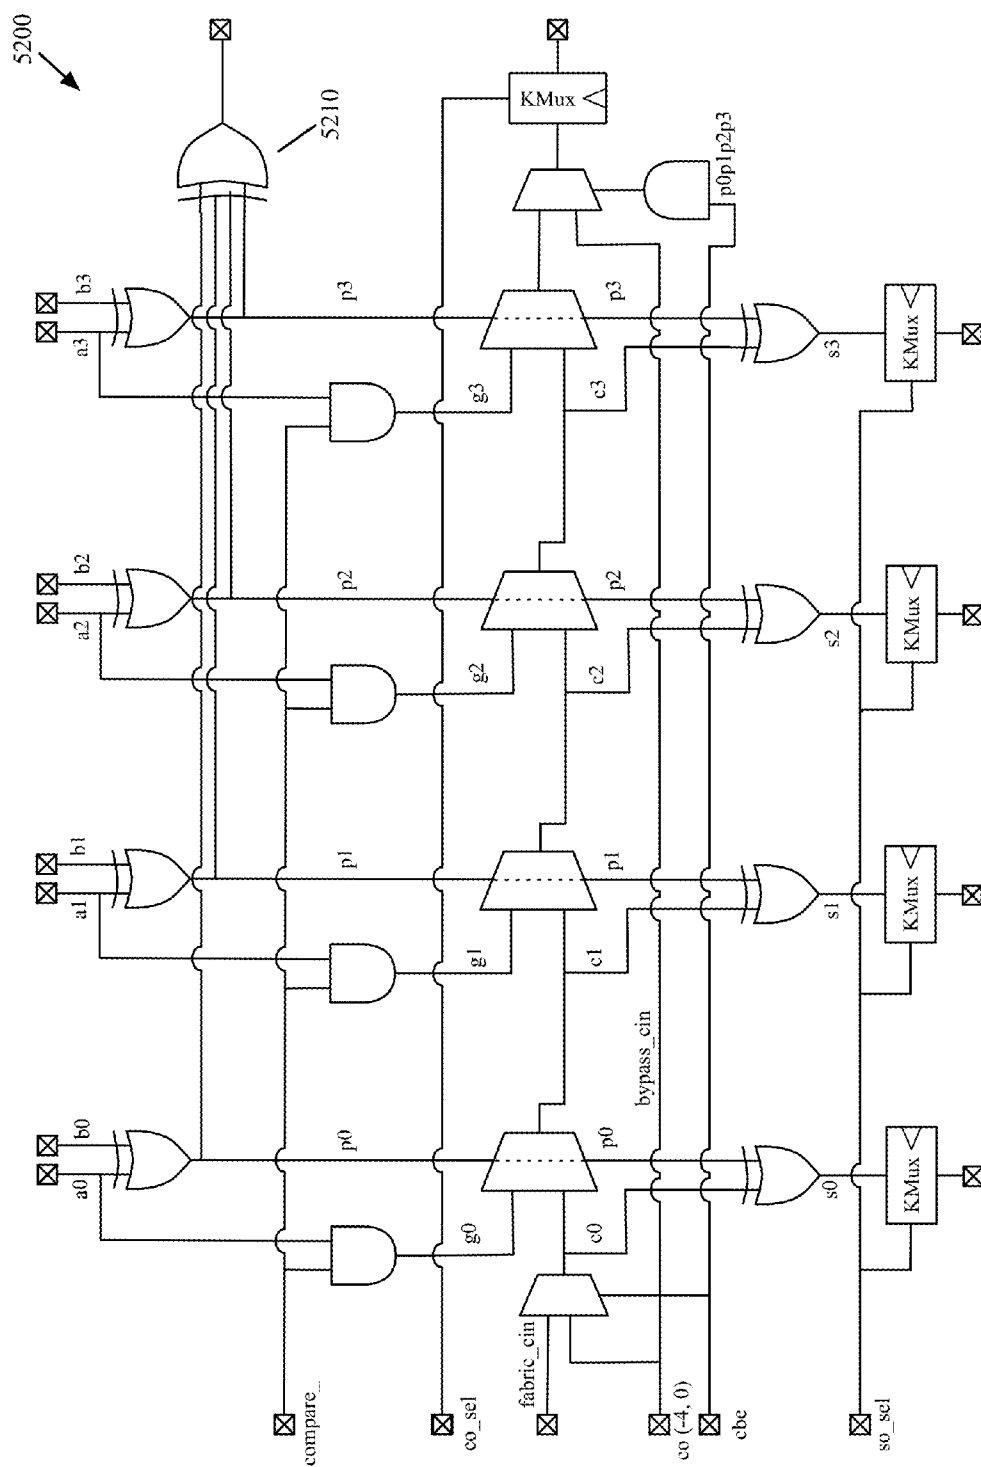 5200
5210
b3
a3
b2
a2
b1
a1
b0
a0
p3
p2
p1
p0
g3
g2
g1
g0
KMux
p0p1p2p3
p3
p2
p1
p0
c3
c2
c1
c0
bypass_cin
s3
s2
s1
s0
KMux
KMux
KMux
KMux
compare_
co_sel
fabric_cin
co (-4, 0)
cbe
so_sel